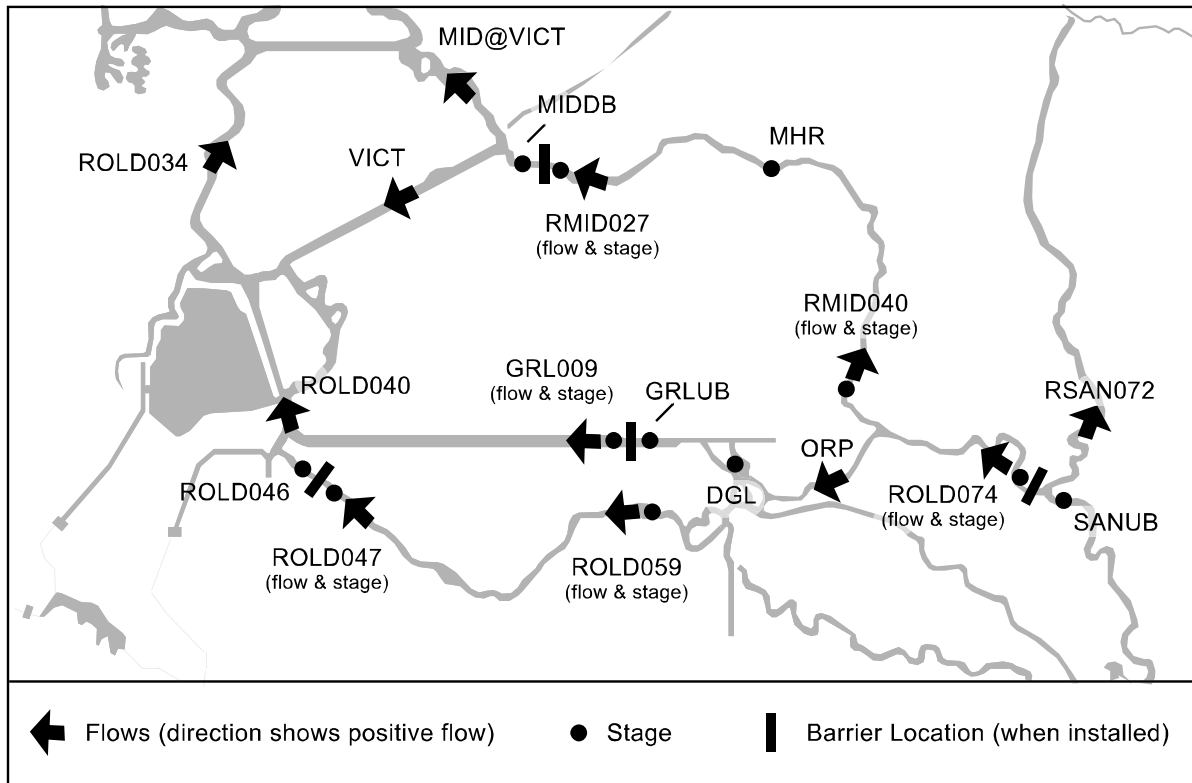 MID@VICT
MIDDB
MHR
ROLD034
VICT
RMID027
(flow & stage)
RMID040
(flow & stage)
GRL009
(flow & stage)
GRLUB
ROLD040
RSAN072
ORP
ROLD046
DGL
ROLD074
(flow & stage)
SANUB
ROLD047
(flow & stage)
ROLD059
(flow & stage)
Flows (direction shows positive flow)
Stage
Barrier Location (when installed)